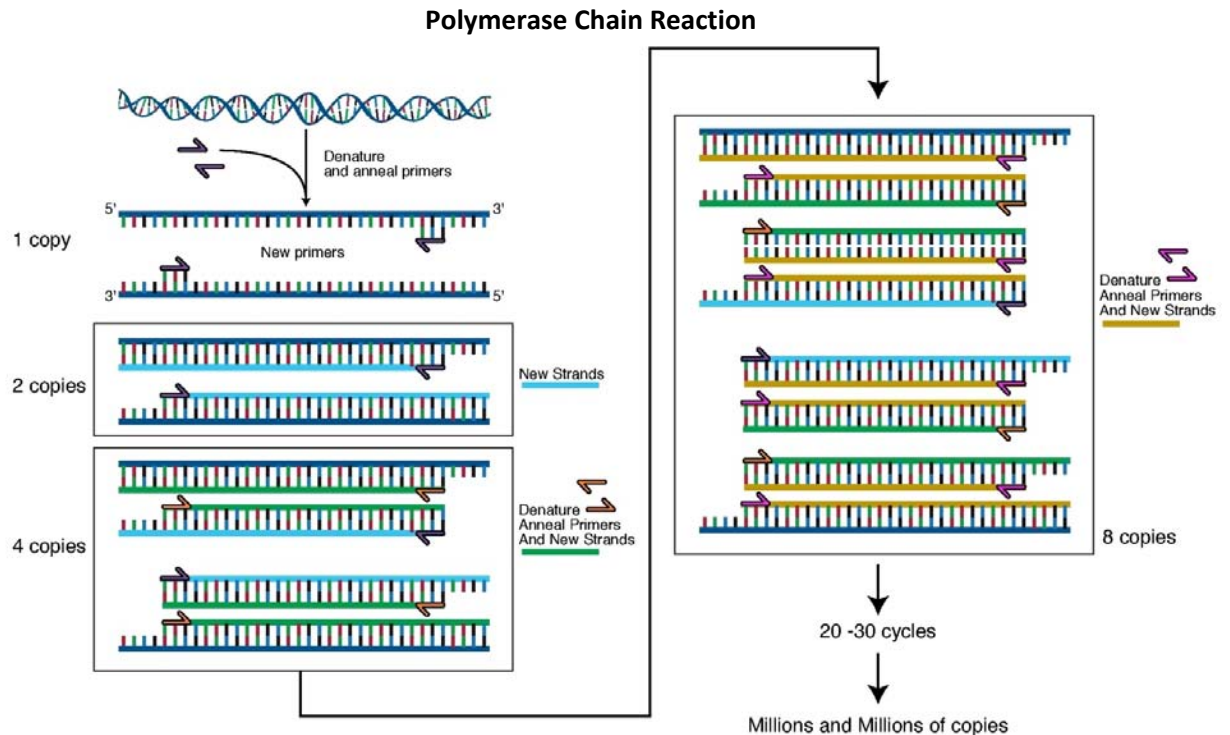 Polymerase Chain Reaction
Denature
and anneal primers
5'
3'
1 copy
New primers
3'
5'
2 copies
New Strands
4 copies
Denature
Anneal Primers
And New Strands
Denature
Anneal Primers
And New Strands
8 copies
20 -30 cycles
Millions and Millions of copies